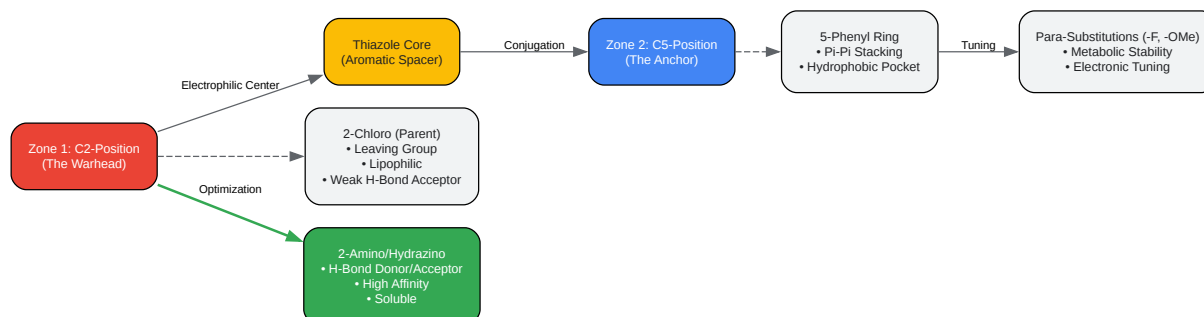 Thiazole Core
(Aromatic Spacer)
Conjugation
Zone 2: C5-Position
(The Anchor)
5-Phenyl Ring
• Pi-Pi Stacking
• Hydrophobic Pocket
Tuning
Para-Substitutions (-F, -OMe)
• Metabolic Stability
• Electronic Tuning
Electrophilic Center
Zone 1: C2-Position
(The Warhead)
2-Chloro (Parent)
• Leaving Group
• Lipophilic
• Weak H-Bond Acceptor
Optimization
2-Amino/Hydrazino
• H-Bond Donor/Acceptor
• High Affinity
• Soluble